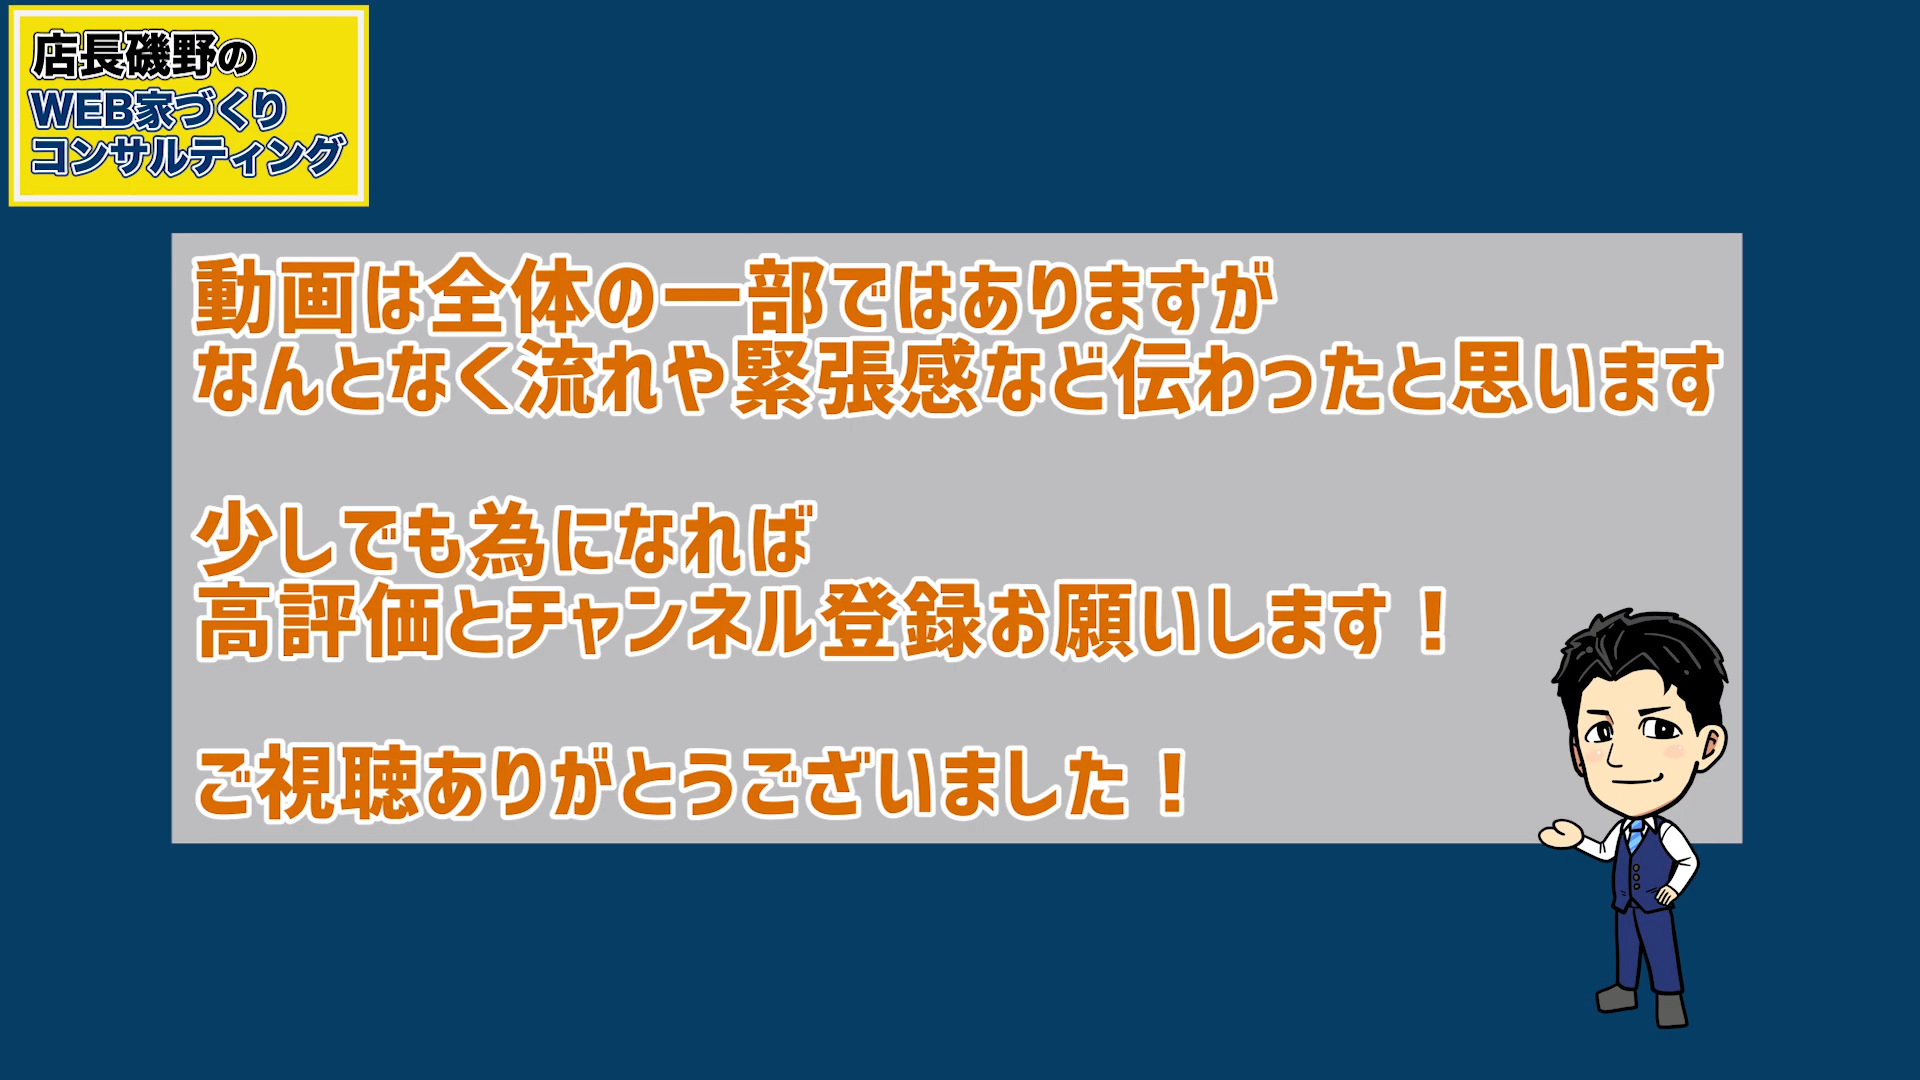 店長磯野の
WEB家づくり
コンサルティング
動画は全体の一部ではありますが
なんとなく流れや緊張感など伝わったと思います
少しでも為になれば
高評価とチャンネル登録お願いします！
ご視聴ありがとうございました！